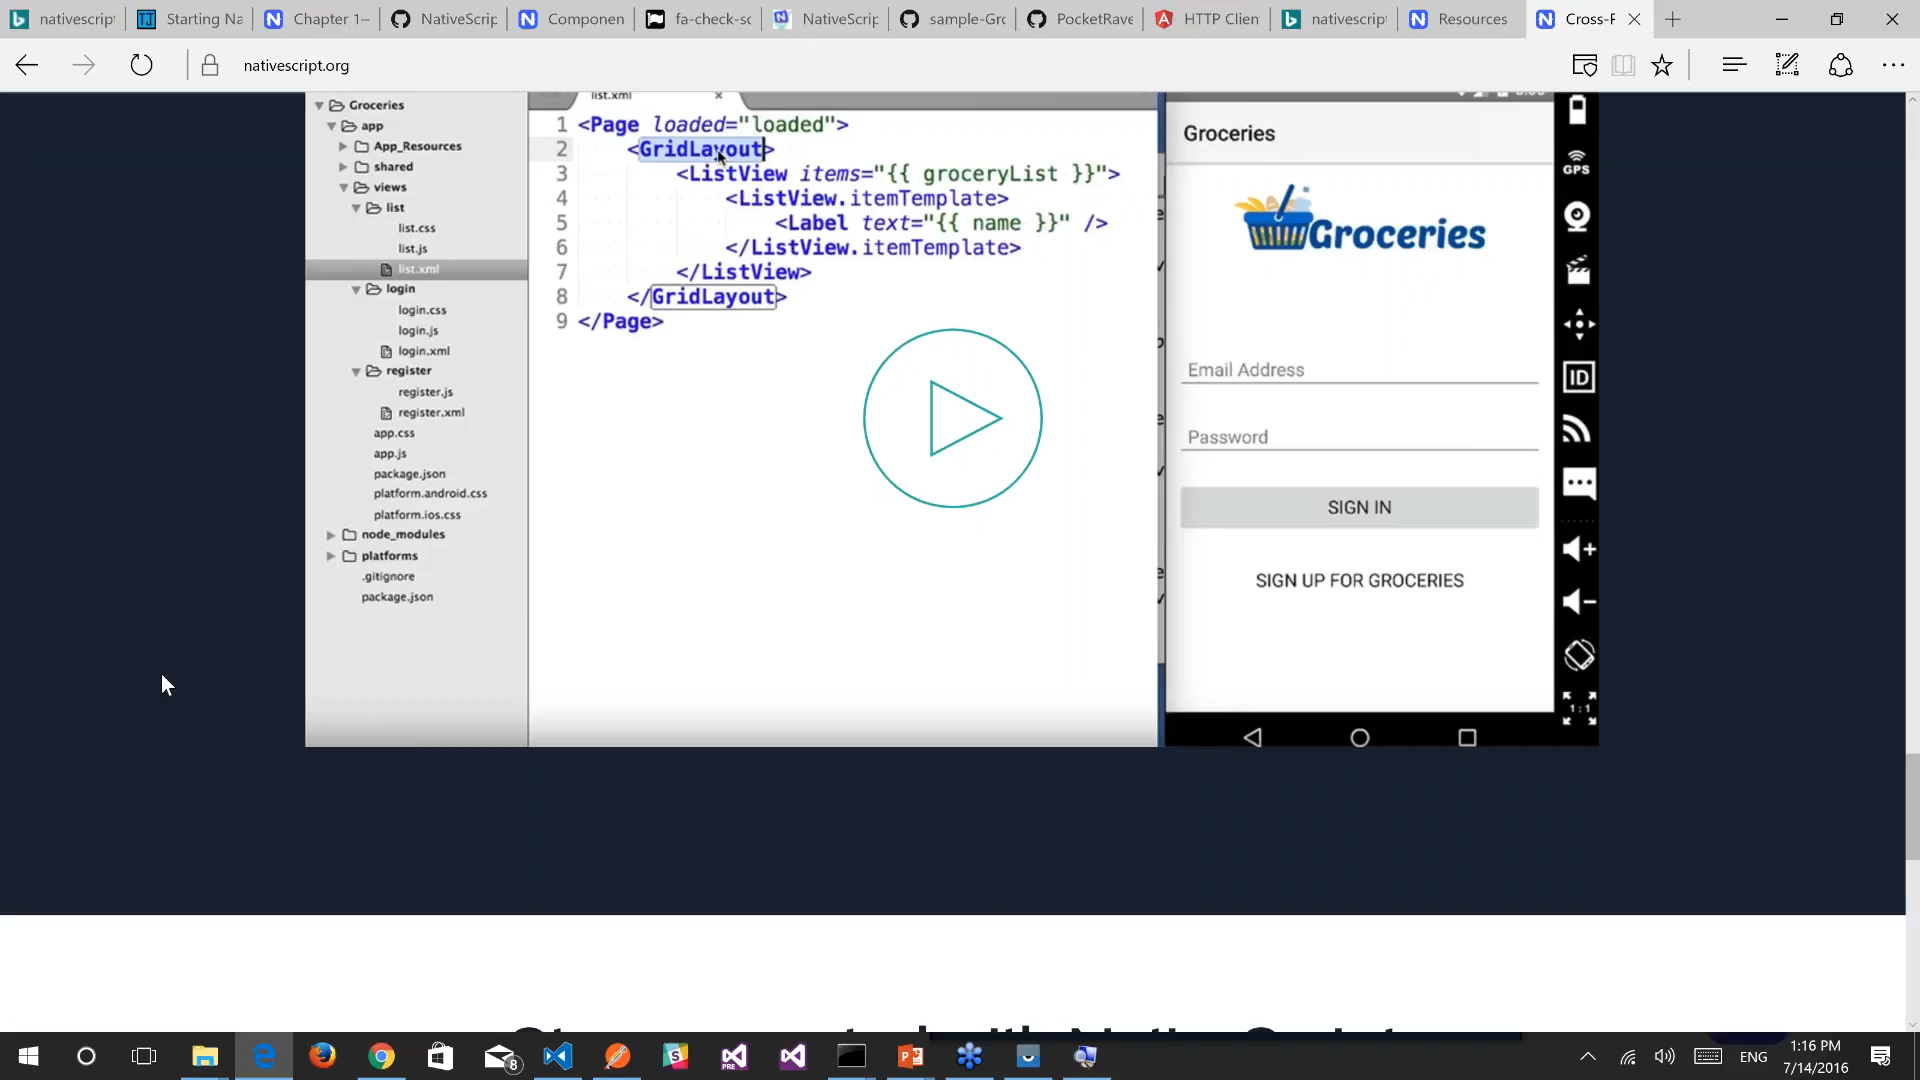 nativescript
Starting Na
Chapter 1–
NativeScrip
Componen
fa-check-sq
NativeScrip
sample-Gro
PocketRave
HTTP Clien
nativescript
Resources
Cross-P
nativescript.org
Groceries
app
App_Resources
shared
views
list
list.css
list.js
list.xml
login
login.css
login.js
login.xml
register
register.js
register.xml
app.css
app.js
package.json
platform.android.css
platform.ios.css
node_modules
platforms
.gitignore
package.json
list.xml
1 <Page loaded="loaded">
2 <GridLayout>
3 <ListView items="{{ groceryList }}">
4 <ListView.itemTemplate>
5 <Label text="{{ name }}" />
6 </ListView.itemTemplate>
7 </ListView>
8 </GridLayout>
9 </Page>
Groceries
Groceries
Email Address
Password
SIGN IN
SIGN UP FOR GROCERIES
GPS
ID
1:1
8
PRE
ENG
1:16 PM
7/14/2016